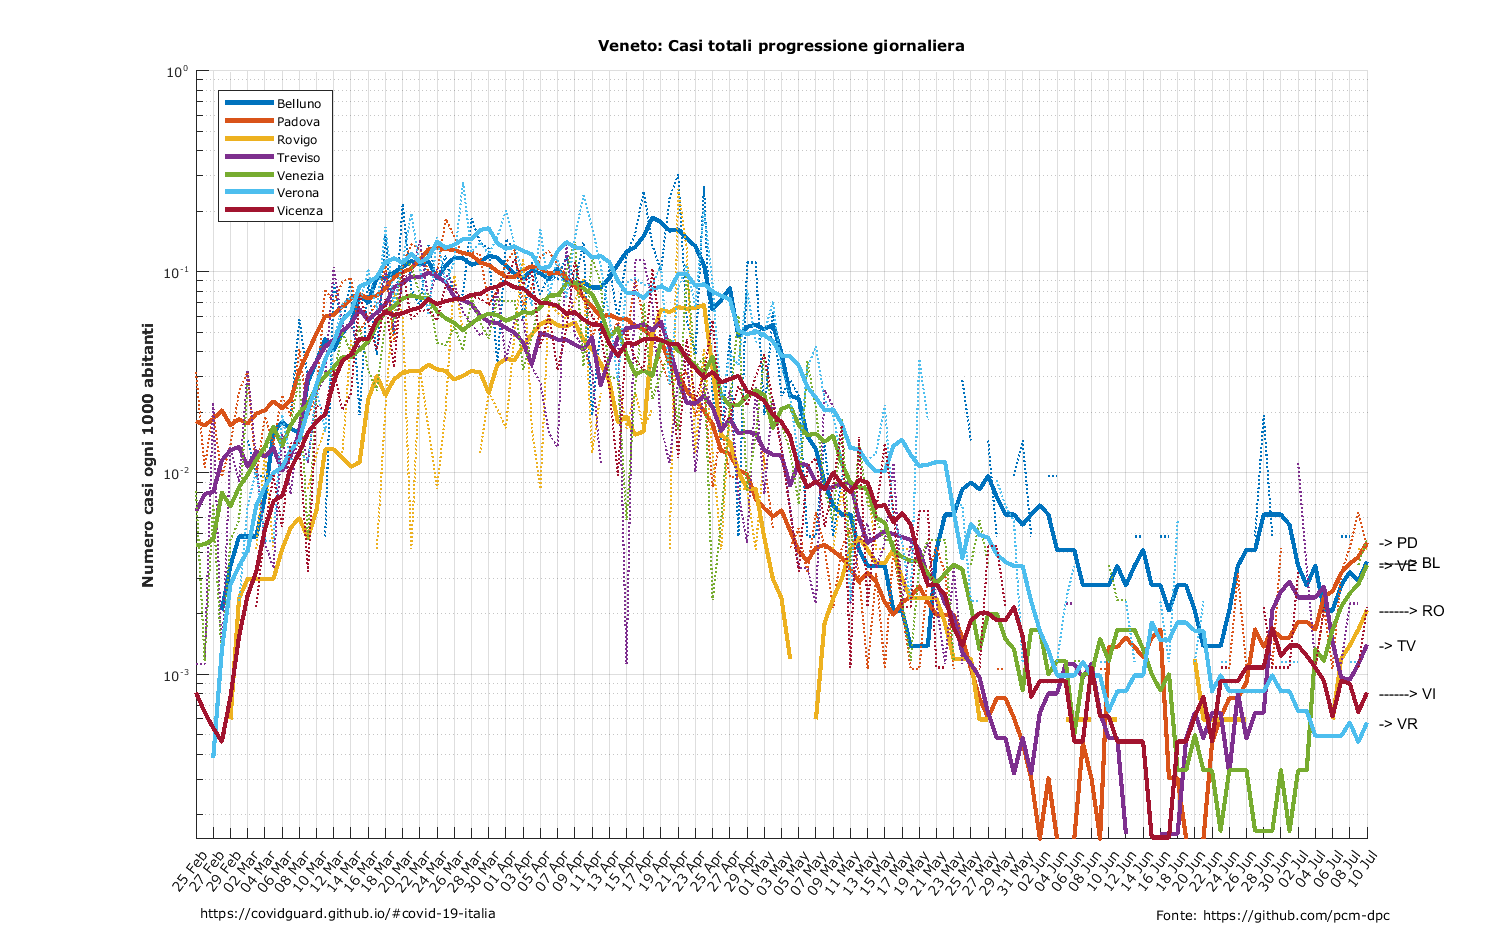 Veneto: Casi totali progressione giornaliera
10⁰
10⁻¹
10⁻²
10⁻³
Numero casi ogni 1000 abitanti
Belluno
Padova
Rovigo
Treviso
Venezia
Verona
Vicenza
-> PD
-> BL
-> VE
------> RO
-> TV
------> VI
-> VR
25 Feb
27 Feb
29 Feb
02 Mar
04 Mar
06 Mar
08 Mar
10 Mar
12 Mar
14 Mar
16 Mar
18 Mar
20 Mar
22 Mar
24 Mar
26 Mar
28 Mar
30 Mar
01 Apr
03 Apr
05 Apr
07 Apr
09 Apr
11 Apr
13 Apr
15 Apr
17 Apr
19 Apr
21 Apr
23 Apr
25 Apr
27 Apr
29 Apr
01 May
03 May
05 May
07 May
09 May
11 May
13 May
15 May
17 May
19 May
21 May
23 May
25 May
27 May
29 May
31 May
02 Jun
04 Jun
06 Jun
08 Jun
10 Jun
12 Jun
14 Jun
16 Jun
18 Jun
20 Jun
22 Jun
24 Jun
26 Jun
28 Jun
30 Jun
02 Jul
04 Jul
06 Jul
08 Jul
10 Jul
https://covidguard.github.io/#covid-19-italia
Fonte: https://github.com/pcm-dpc